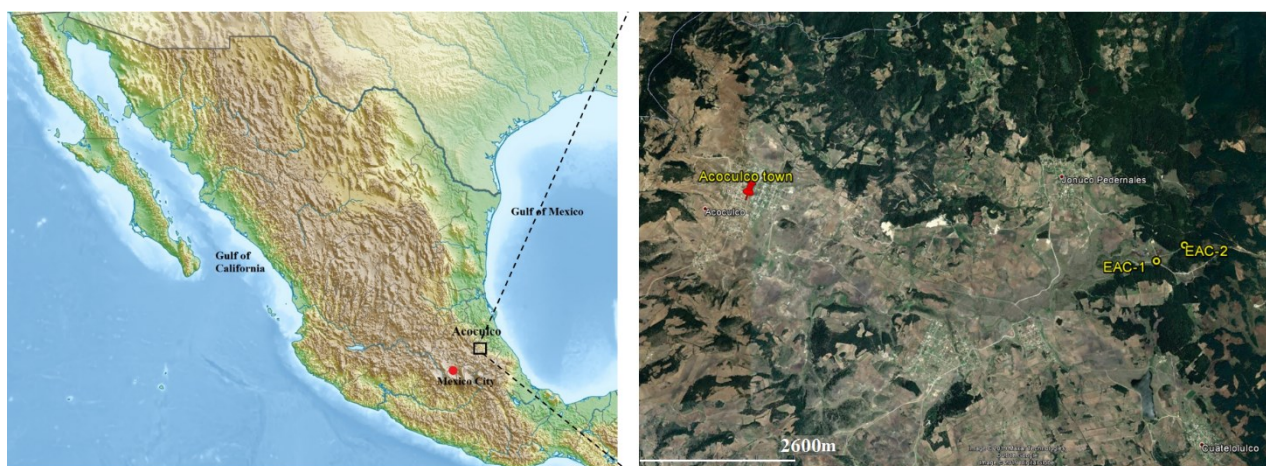 Gulf of Mexico
Gulf of
California
Acoculco
Mexico City
Acoculco town
Acoculco
Jonuco Pedernales
EAC-2
EAC-1
2600m
Cuatelolulco